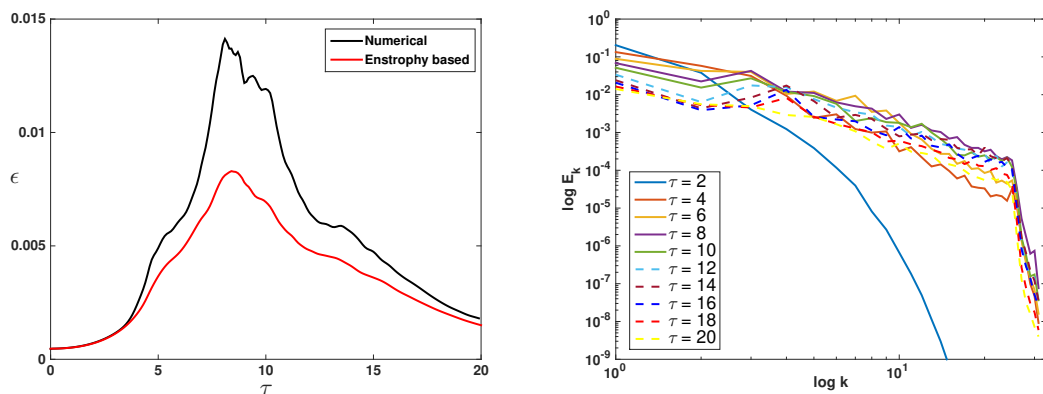 0.015
0.01
0.005
0
ϵ
0
5
10
15
20
τ
Numerical
Enstrophy based
10^0
10^-1
10^-2
10^-3
10^-4
10^-5
10^-6
10^-7
10^-8
10^-9
log E_k
10^0
10^1
log k
τ = 2
τ = 4
τ = 6
τ = 8
τ = 10
τ = 12
τ = 14
τ = 16
τ = 18
τ = 20